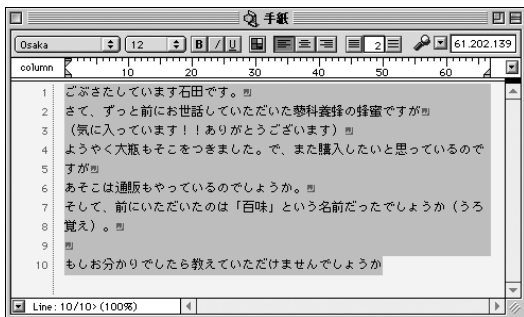 手紙
Osaka 12 B / U 2 61.202.139
column 10 20 30 40 50 60
1 ごぶさたしています石田です。
2 さて、ずっと前にお世話していただいた蓼科養蜂の蜂蜜ですが
3 （気に入っています！！ありがとうございます）
4 ようやく大瓶もそこをつきました。で、また購入したいと思っているので
5 すが
6 あそこは通販もやっているのでしょうか。
7 そして、前にいただいたのは「百味」という名前だったでしょうか（うろ
8 覚え）。
9
10 もしお分かりでしたら教えていただけませんでしょうか
Line: 10/10> (100%)